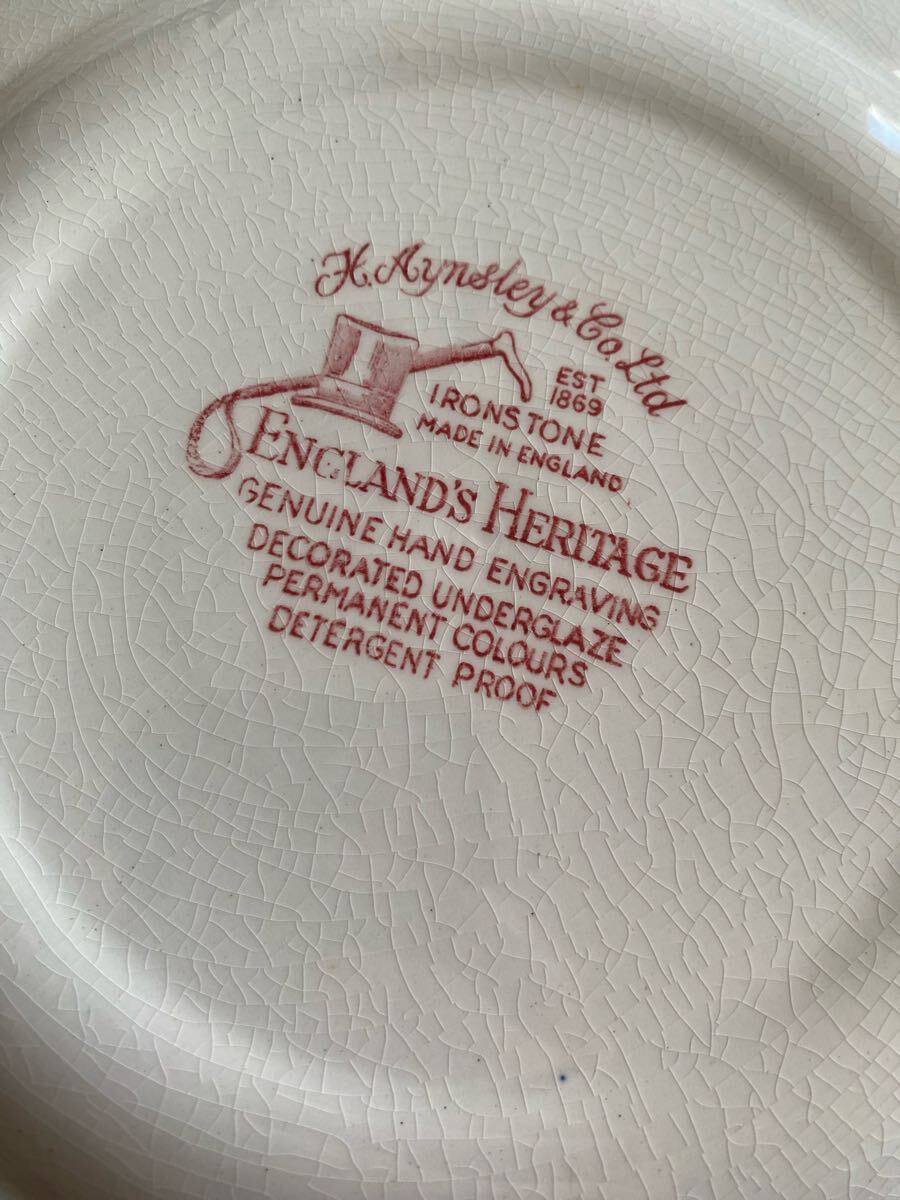 H. Aynsley & Co. Ltd
EST
1869
IRONSTONE
MADE IN ENGLAND
ENGLAND'S HERITAGE
GENUINE HAND ENGRAVING
DECORATED UNDERGLAZE
PERMANENT COLOURS
DETERGENT PROOF